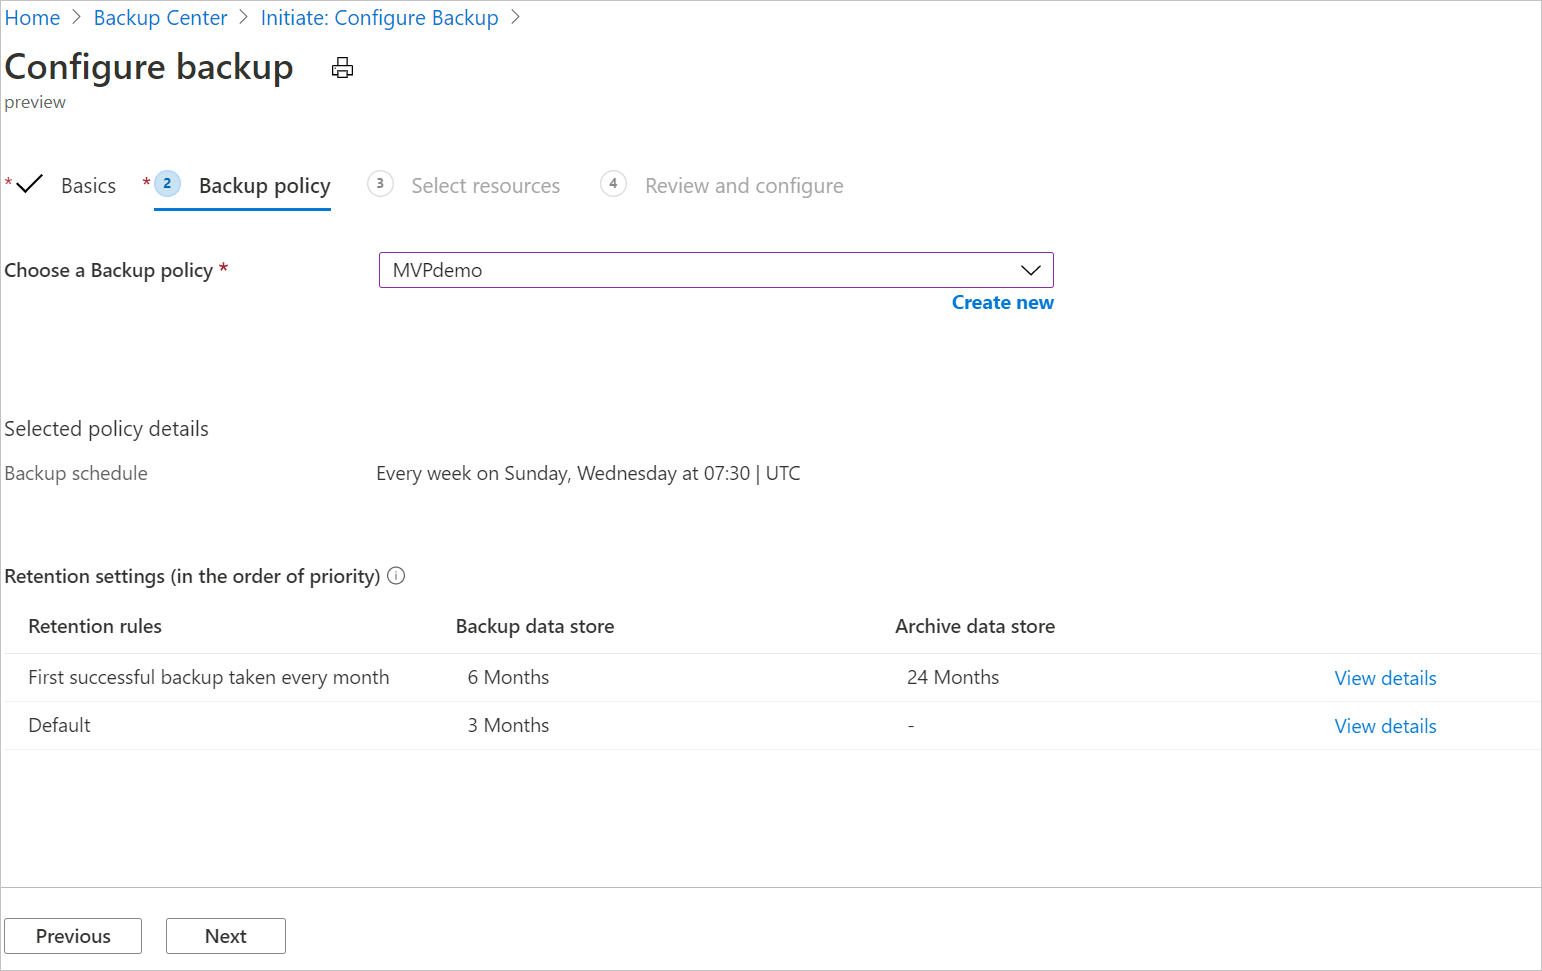 Home > Backup Center > Initiate: Configure Backup >
Configure backup
preview
* Basics * 2 Backup policy 3 Select resources 4 Review and configure
Choose a Backup policy * MVPdemo
Create new
Selected policy details
Backup schedule Every week on Sunday, Wednesday at 07:30 | UTC
Retention settings (in the order of priority)
Retention rules Backup data store Archive data store
First successful backup taken every month 6 Months 24 Months View details
Default 3 Months - View details
Previous Next